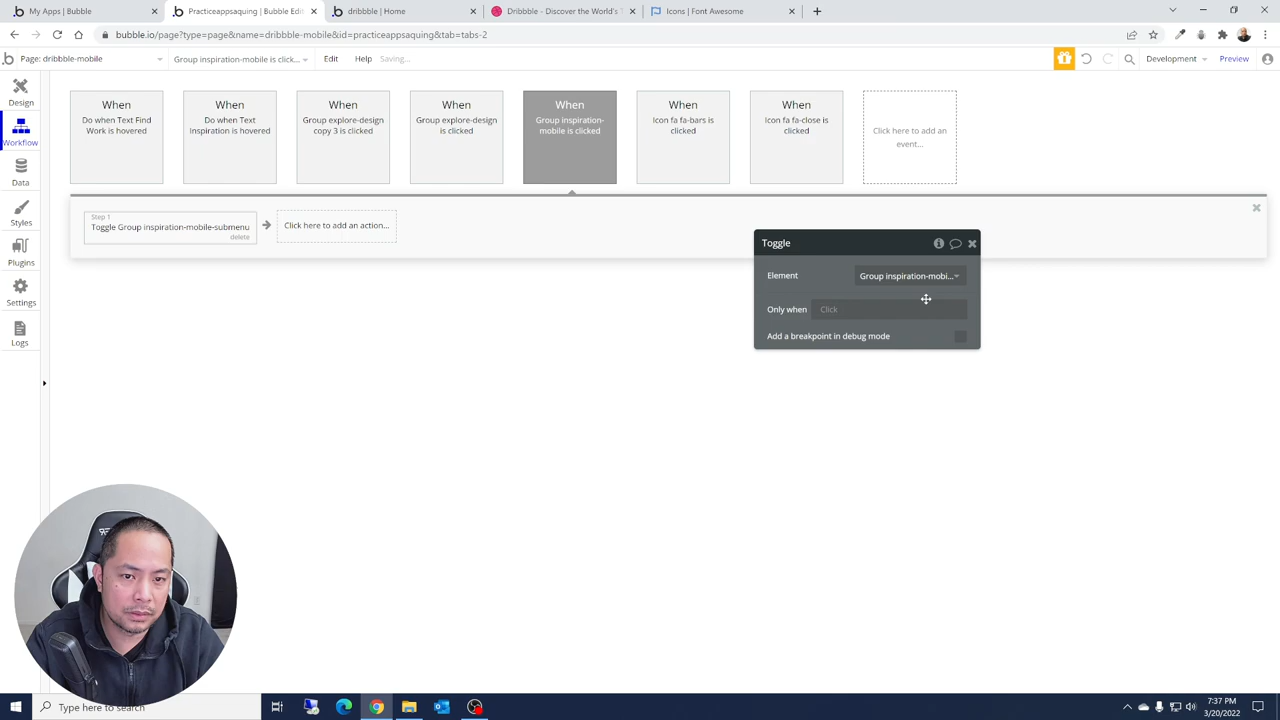 My Apps | Bubble
Practiceappsaquing | Bubble Edi
dribbble | Home
Dribbble - Discover the World's T
Icons | Font Awesome
bubble.io/page?type=page&name=dribbble-mobile&id=practiceappsaquing&tab=tabs-2
Page: dribbble-mobile
Group inspiration-mobile is click...
Edit
Help
Saving...
Development
Preview
Design
Workflow
Data
Styles
Plugins
Settings
Logs
When
Do when Text Find
Work is hovered
When
Do when Text
Inspiration is hovered
When
Group explore-design
copy 3 is clicked
When
Group explore-design
is clicked
When
Group inspiration-
mobile is clicked
When
Icon fa fa-bars is
clicked
When
Icon fa fa-close is
clicked
Click here to add an
event...
Step 1
Toggle Group inspiration-mobile-submenu
delete
Click here to add an action...
Toggle
Element
Group inspiration-mobi...
Only when
Click
Add a breakpoint in debug mode
Type here to search
7:37 PM
3/20/2022